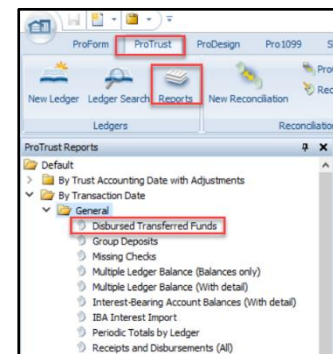 ProForm ProTrust ProDesign Pro1099
New Ledger Ledger Search Reports New Reconciliation
Ledgers
ProTrust Reports
Default
By Trust Accounting Date with Adjustments
By Transaction Date
General
Disbursed Transferred Funds
Group Deposits
Missing Checks
Multiple Ledger Balance (Balances only)
Multiple Ledger Balance (With detail)
Interest-Bearing Account Balances (With detail)
IBA Interest Import
Periodic Totals by Ledger
Receipts and Disbursements (All)